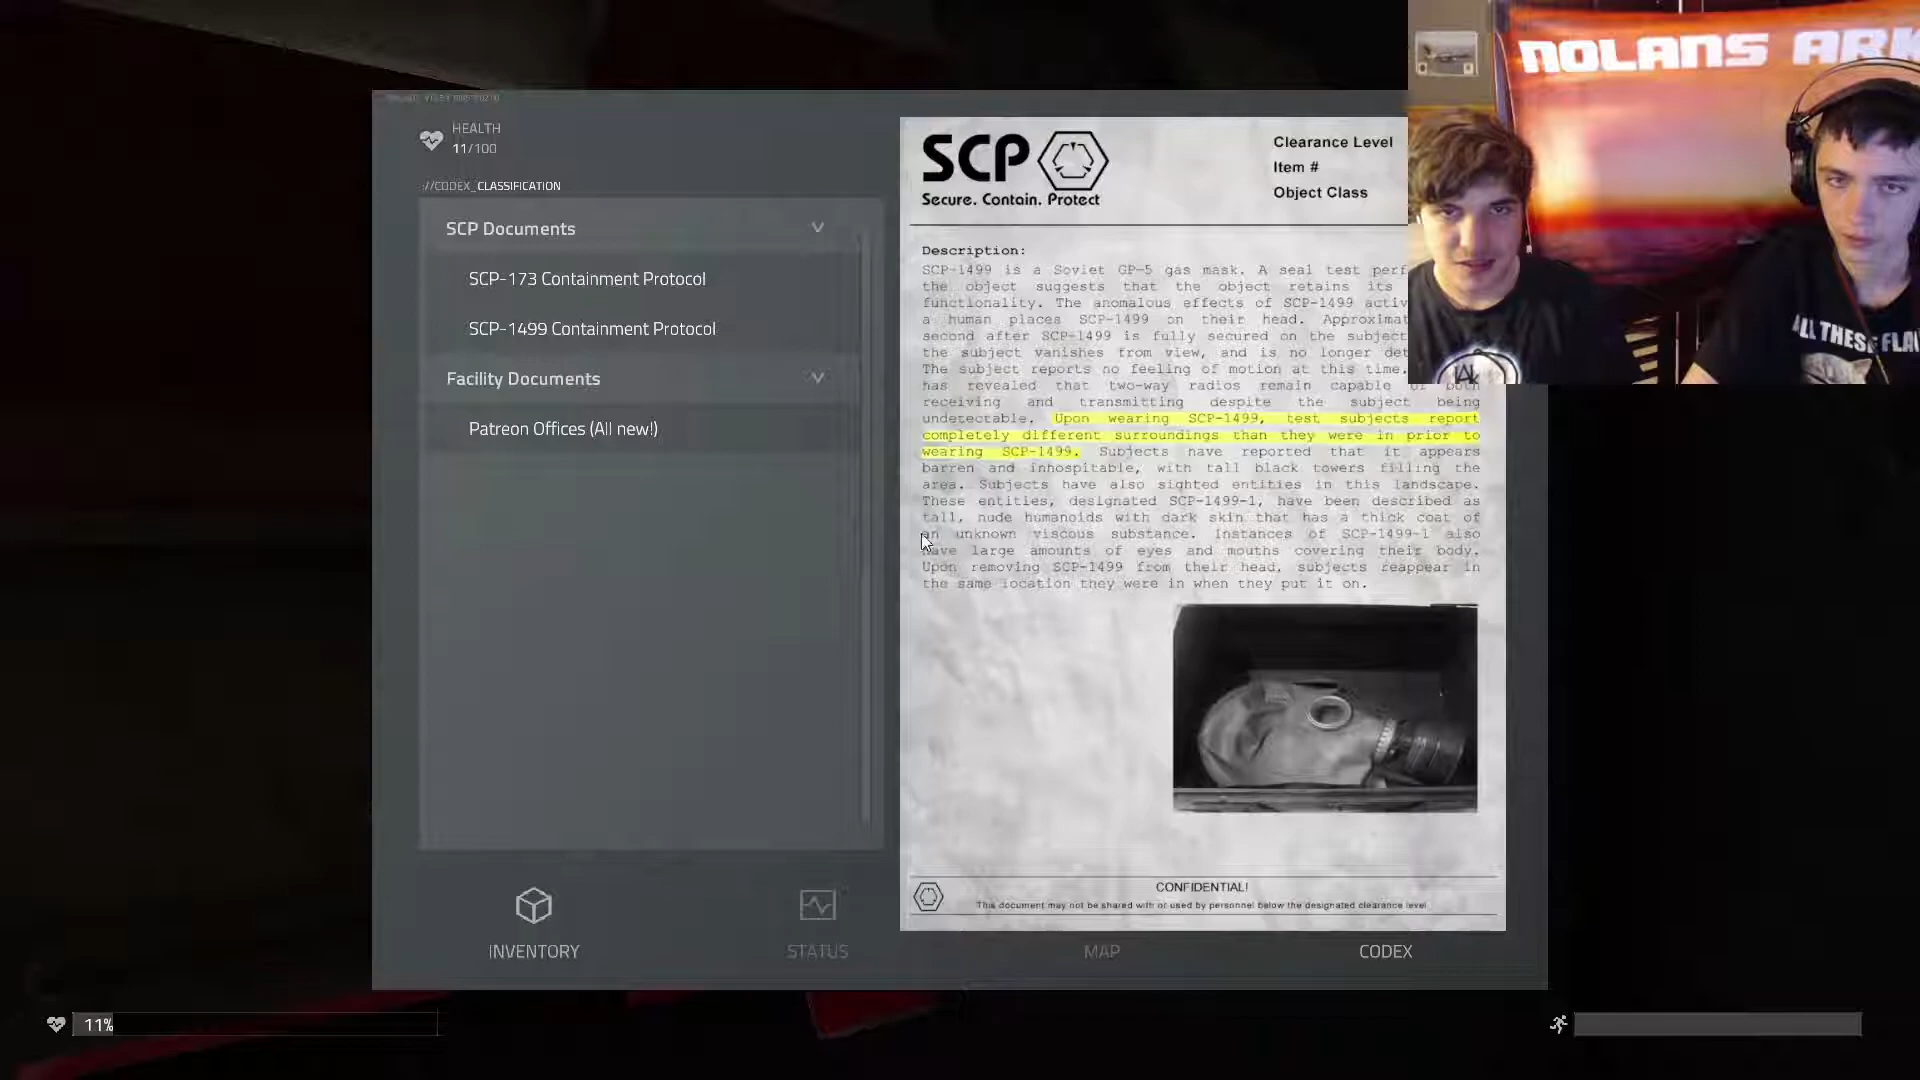 NOLANS ARK
HEALTH
11/100
://CODEX_CLASSIFICATION
SCP Documents
SCP-173 Containment Protocol
SCP-1499 Containment Protocol
Facility Documents
Patreon Offices (All new!)
SCP
Secure. Contain. Protect
Clearance Level
Item #
Object Class
Description:
SCP-1499 is a Soviet GP-5 gas mask. A seal test perf
the object suggests that the object retains its
functionality. The anomalous effects of SCP-1499 activ
a human places SCP-1499 on their head. Approximat
second after SCP-1499 is fully secured on the subject
the subject vanishes from view, and is no longer det
The subject reports no feeling of motion at this time.
has revealed that two-way radios remain capable of both
receiving and transmitting despite the subject being
undetectable. Upon wearing SCP-1499, test subjects report
completely different surroundings than they were in prior to
wearing SCP-1499. Subjects have reported that it appears
barren and inhospitable, with tall black towers filling the
area. Subjects have also sighted entities in this landscape.
These entities, designated SCP-1499-1, have been described as
tall, nude humanoids with dark skin that has a thick coat of
an unknown viscous substance. Instances of SCP-1499-1 also
have large amounts of eyes and mouths covering their body.
Upon removing SCP-1499 from their head, subjects reappear in
the same location they were in when they put it on.
CONFIDENTIAL!
This document may not be shared with or used by personnel below the designated clearance level
ALL THESE FLA
INVENTORY
STATUS
MAP
CODEX
11%